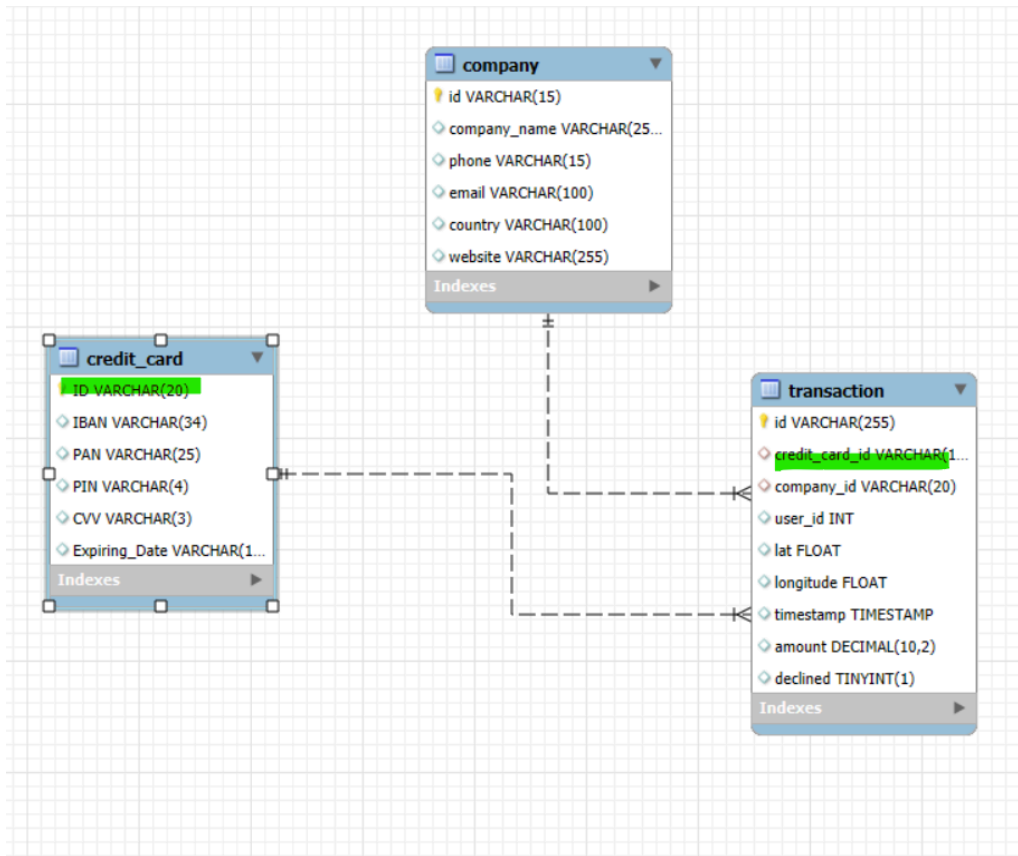 company
id VARCHAR(15)
company_name VARCHAR(25...
phone VARCHAR(15)
email VARCHAR(100)
country VARCHAR(100)
website VARCHAR(255)
Indexes
credit_card
ID VARCHAR(20)
IBAN VARCHAR(34)
PAN VARCHAR(25)
PIN VARCHAR(4)
CVV VARCHAR(3)
Expiring_Date VARCHAR(1...
Indexes
transaction
id VARCHAR(255)
credit_card_id VARCHAR(1...
company_id VARCHAR(20)
user_id INT
lat FLOAT
longitude FLOAT
timestamp TIMESTAMP
amount DECIMAL(10,2)
declined TINYINT(1)
Indexes